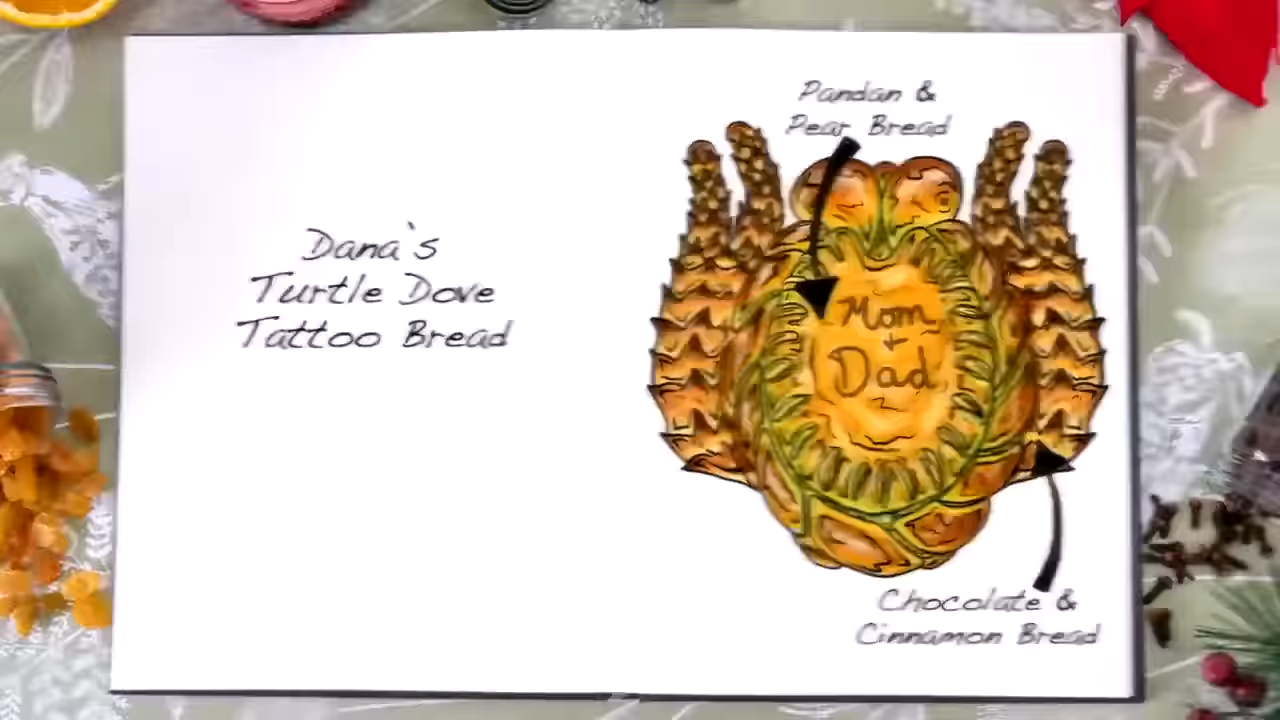 Dana's
Turtle Dove
Tattoo Bread
Pandan &
Pear Bread
Mom
+
Dad
Chocolate &
Cinnamon Bread